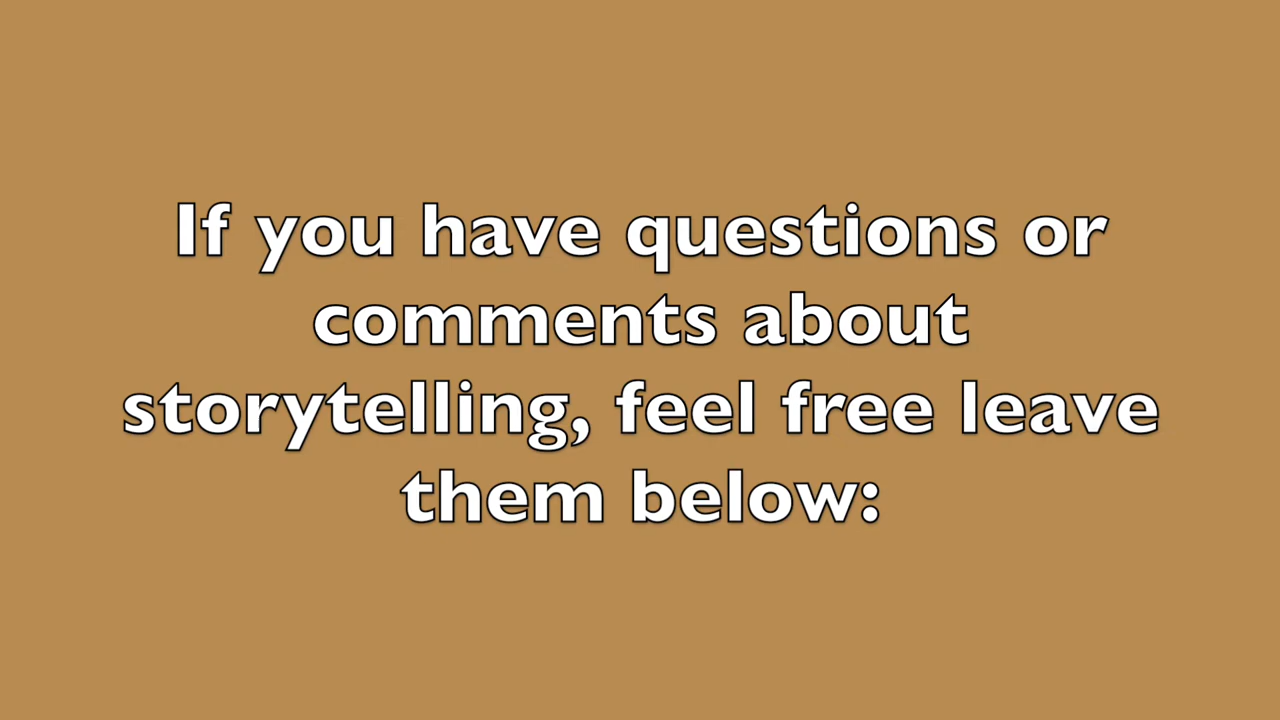 If you have questions or
comments about
storytelling, feel free leave
them below: